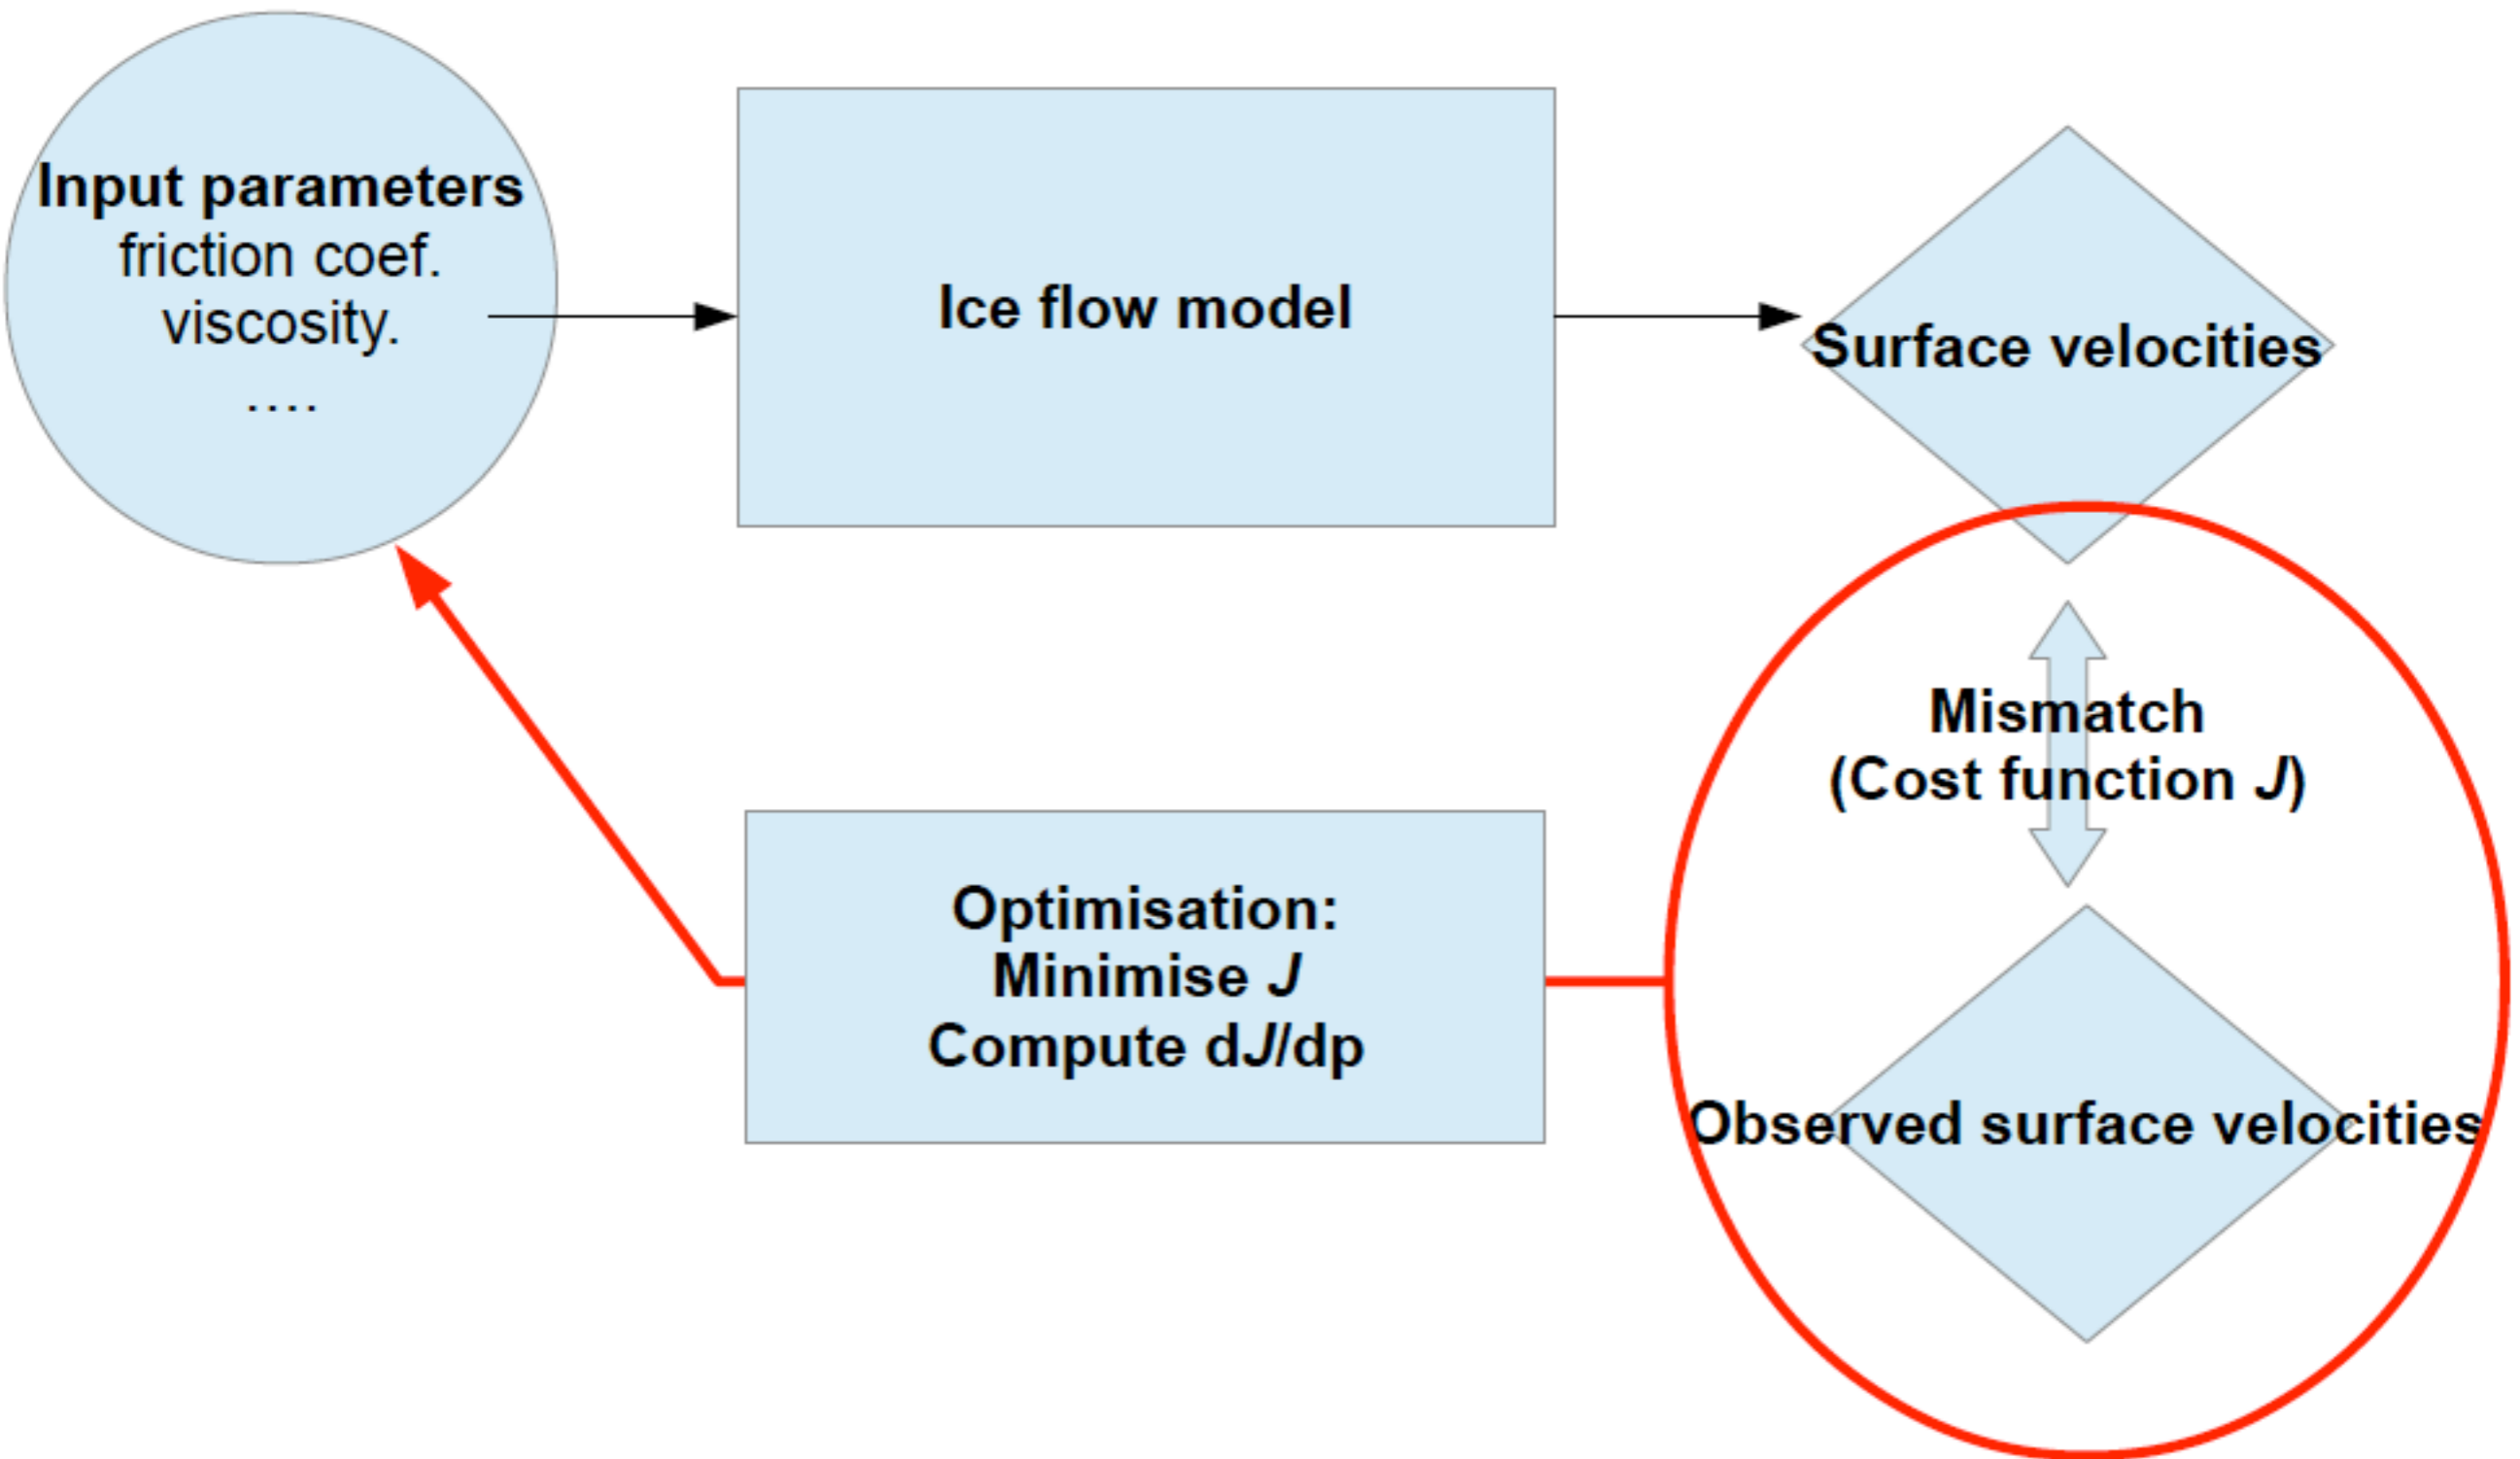 Input parameters
friction coef.
viscosity.
....
Ice flow model
Surface velocities
Mismatch
(Cost function J)
Optimisation:
Minimise J
Compute dJ/dp
Observed surface velocities